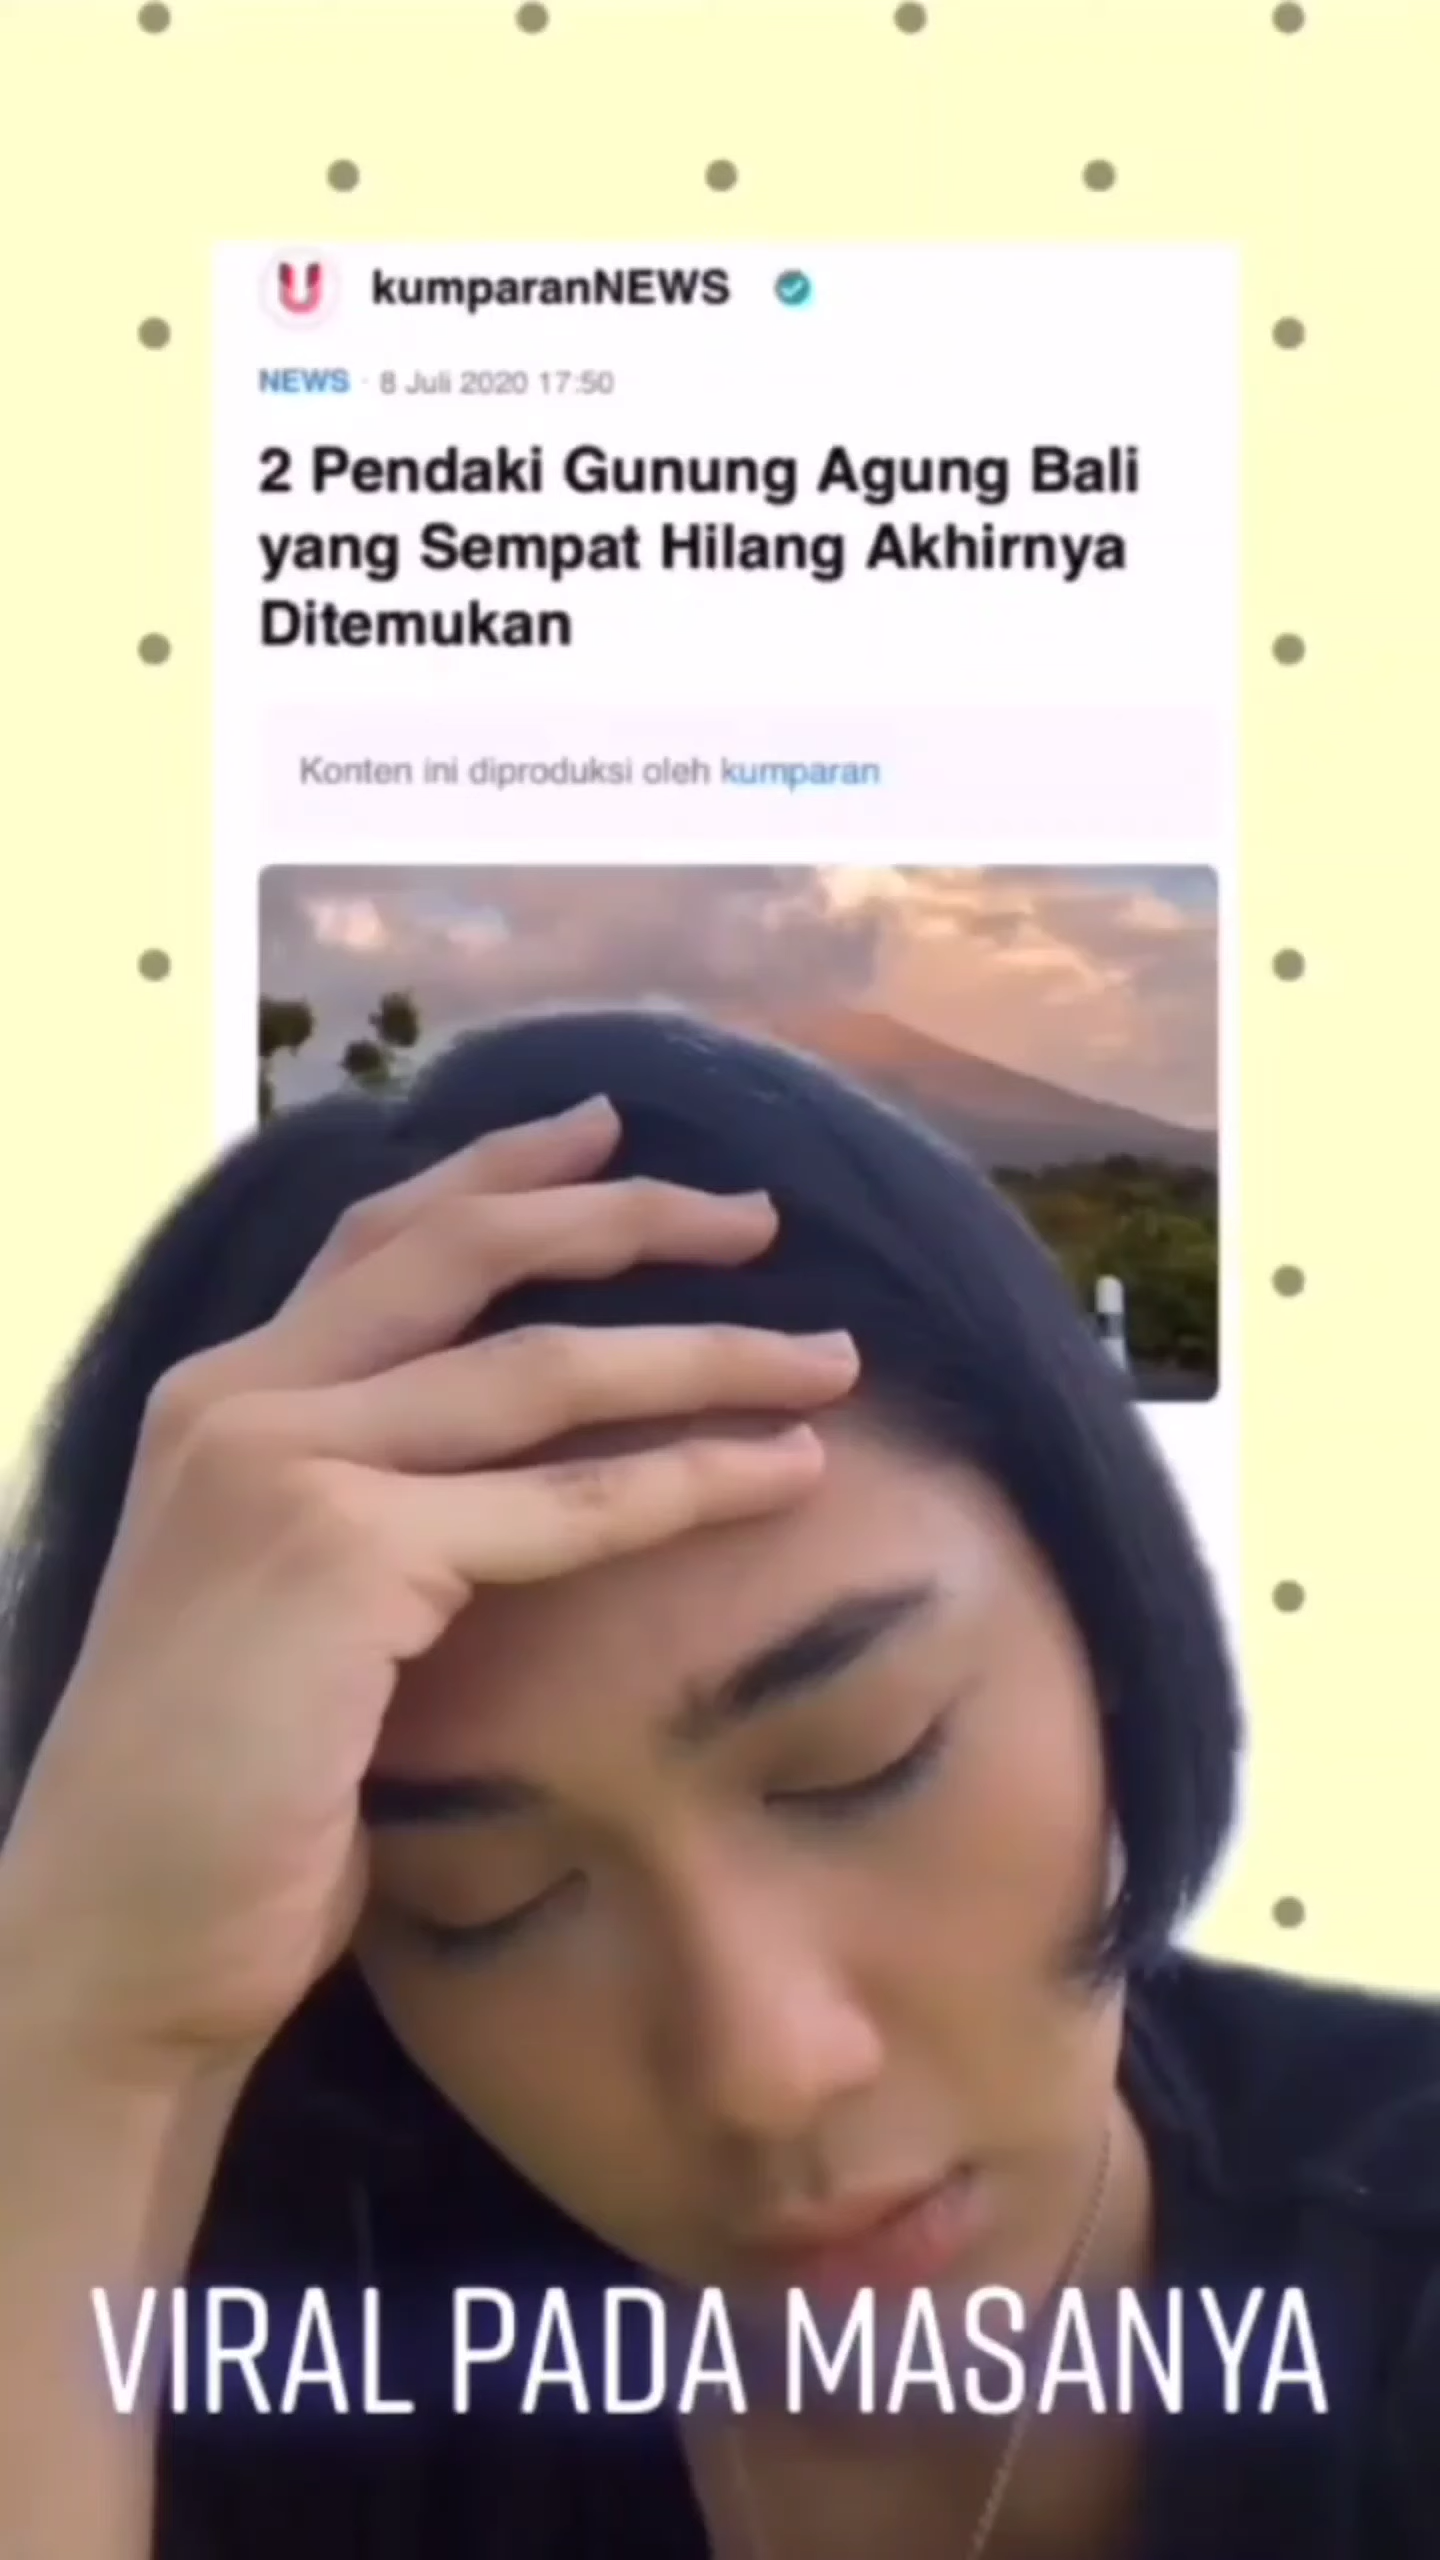 kumparanNEWS
NEWS · 8 Juli 2020 17:50
2 Pendaki Gunung Agung Bali
yang Sempat Hilang Akhirnya
Ditemukan
Konten ini diproduksi oleh kumparan
VIRAL PADA MASANYA